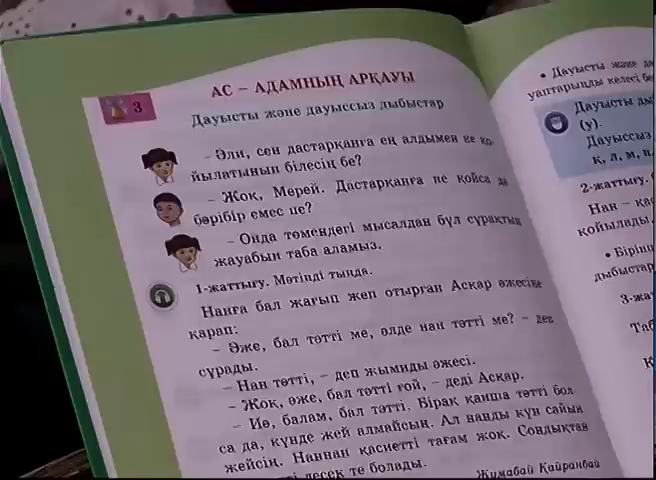 3
АС – АДАМНЫҢ АРҚАУЫ
Дауысты және дауыссыз дыбыстар
– Әли, сен дастарқанға ең алдымен не қо-
йылатынын білесің бе?
– Жоқ, Мерей. Дастарқанға не қойса да
бәрібір емес пе?
– Онда төмендегі мысалдан бұл сұрақтың
жауабын таба аламыз.
1-жаттығу. Мәтінді тыңда.
Нанға бал жағып жеп отырған Асқар әжесіне
қарап:
– Әже, бал тәтті ме, әлде нан тәтті ме? – деп
сұрады.
– Нан тәтті, – деп жымиды әжесі.
– Жоқ, әже, бал тәтті ғой, – деді Асқар.
– Иә, балам, бал тәтті. Бірақ қанша тәтті бол-
са да, күнде жей алмайсың. Ал нанды күн сайын
жейсің. Наннан қасиетті тағам жоқ. Сондықтан
десек те болады.
Жұмабай Қайранбай
• Дауысты және
ұаптарыңды келесі
Дауысты
(у).
Дауыссыз
қ, л, м, н,
2-жаттығу.
Нан –
қойылады.
•
дыбыстар